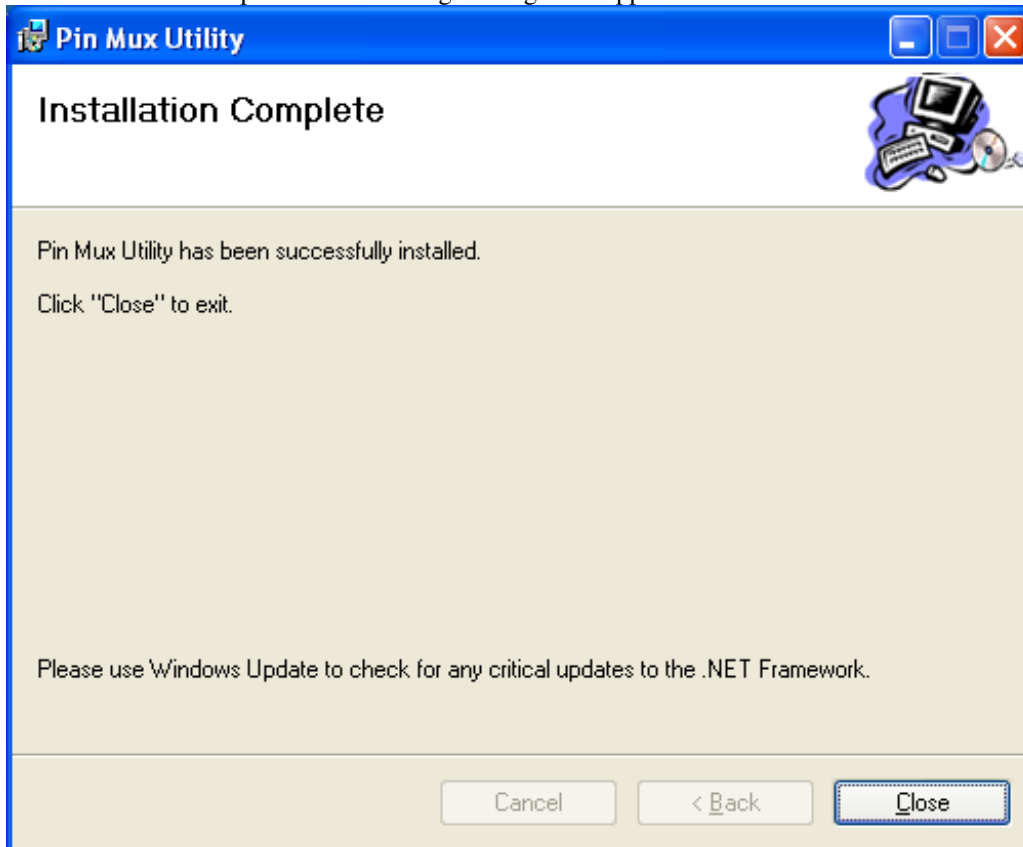 Pin Mux Utility
Installation Complete
Pin Mux Utility has been successfully installed.
Click "Close" to exit.
Please use Windows Update to check for any critical updates to the .NET Framework.
Cancel
< Back
Close